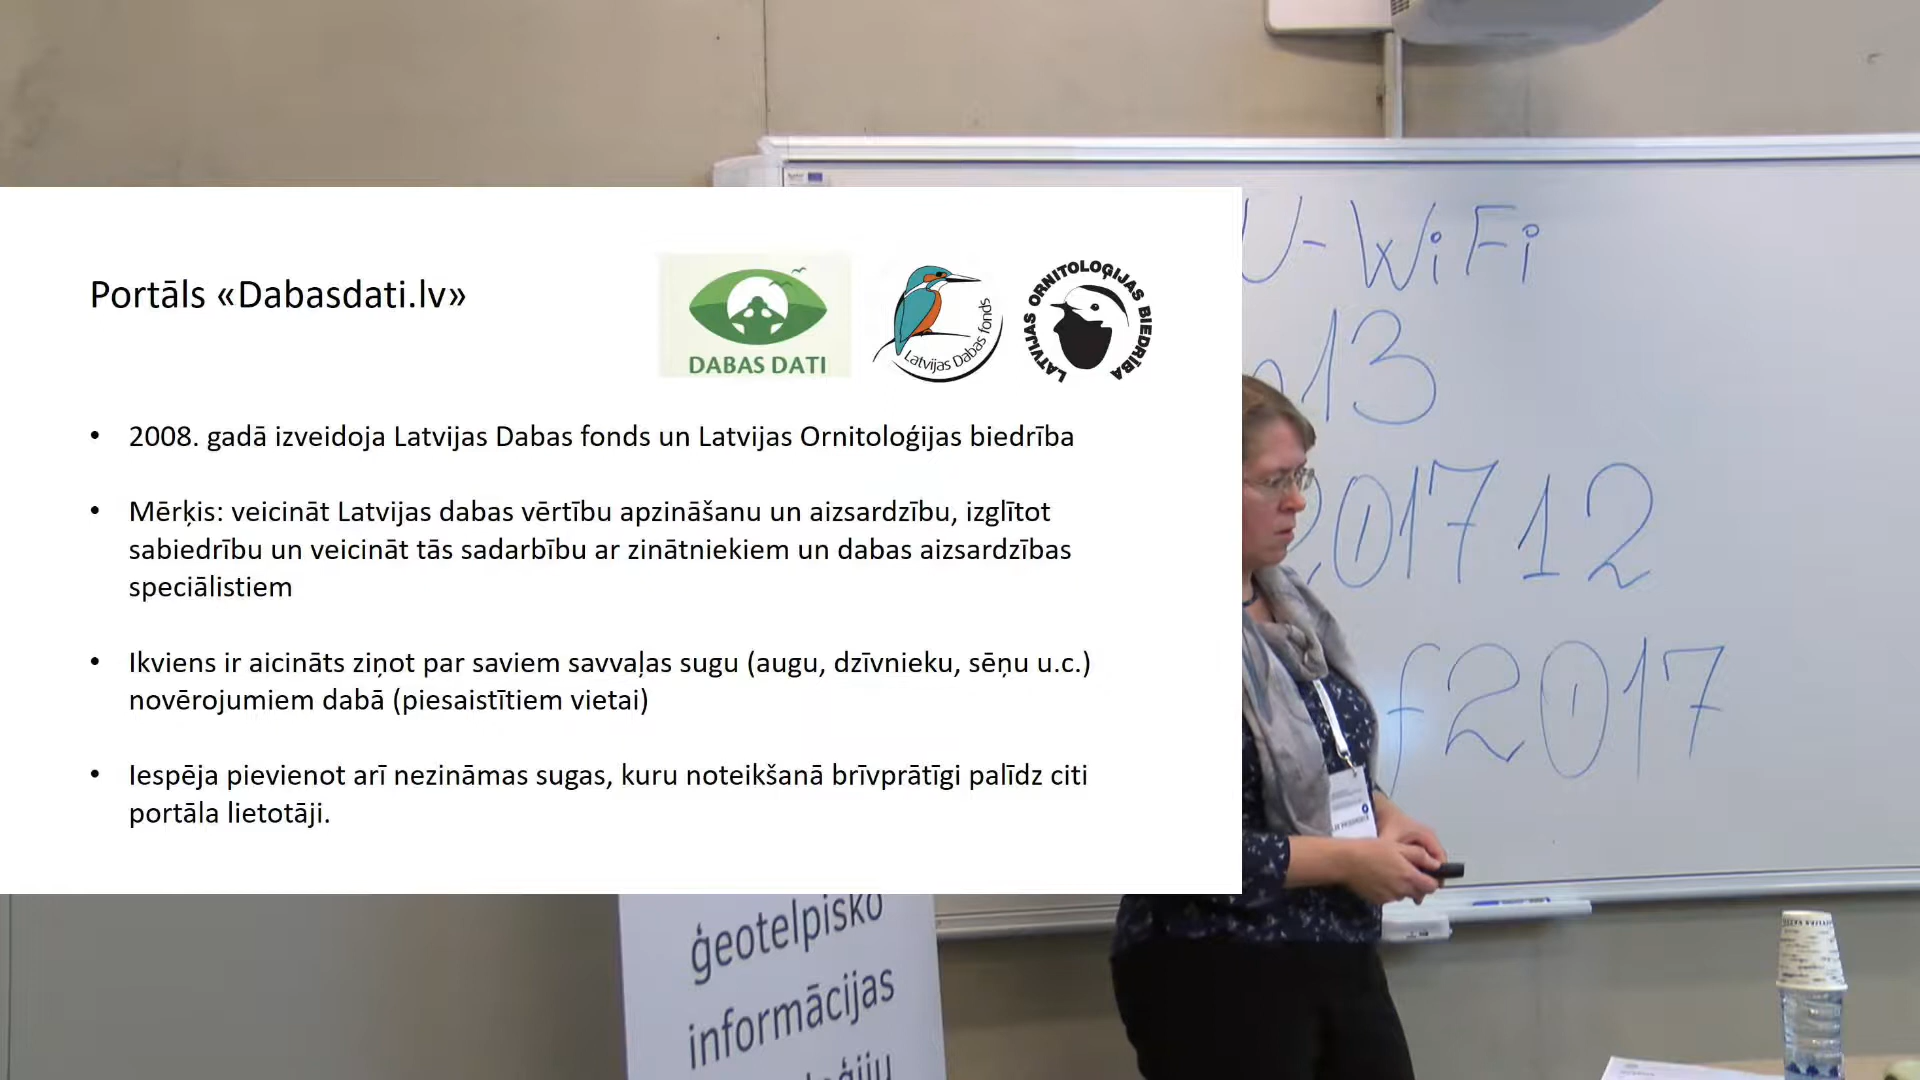 Portāls «Dabasdati.lv»
DABAS DATI
Latvijas Dabas fonds
LATVIJAS ORNITOLOĢIJAS BIEDRĪBA
• 2008. gadā izveidoja Latvijas Dabas fonds un Latvijas Ornitoloģijas biedrība
• Mērķis: veicināt Latvijas dabas vērtību apzināšanu un aizsardzību, izglītot
sabiedrību un veicināt tās sadarbību ar zinātniekiem un dabas aizsardzības
speciālistiem
• Ikviens ir aicināts ziņot par saviem savvaļas sugu (augu, dzīvnieku, sēņu u.c.)
novērojumiem dabā (piesaistītiem vietai)
• Iespēja pievienot arī nezināmas sugas, kuru noteikšanā brīvprātīgi palīdz citi
portāla lietotāji.
U-WiFi
13
2017 12
f2017
ģeotelpisko
informācijas